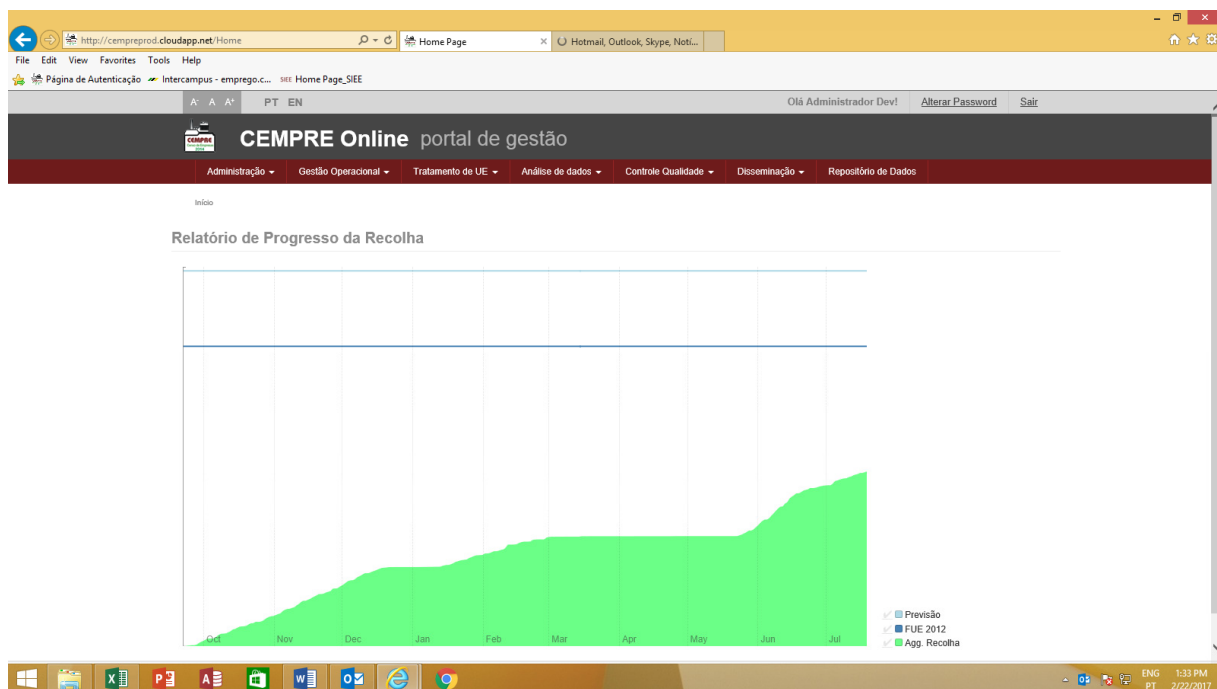 http://cempreprod.cloudapp.net/Home
Home Page
Hotmail, Outlook, Skype, Notí...
File Edit View Favorites Tools Help
Página de Autenticação Intercampus - emprego.c... SIEE Home Page_SIEE
A- A A+ PT EN Olá Administrador Dev! Alterar Password Sair
CEMPRE
CEMPRE Online portal de gestão
Administração Gestão Operacional Tratamento de UE Análise de dados Controle Qualidade Disseminação Repositório de Dados
Início
Relatório de Progresso da Recolha
Previsão
FUE 2012
Agg. Recolha
Oct Nov Dec Jan Feb Mar Apr May Jun Jul
ENG 1:33 PM
PT 2/22/2017